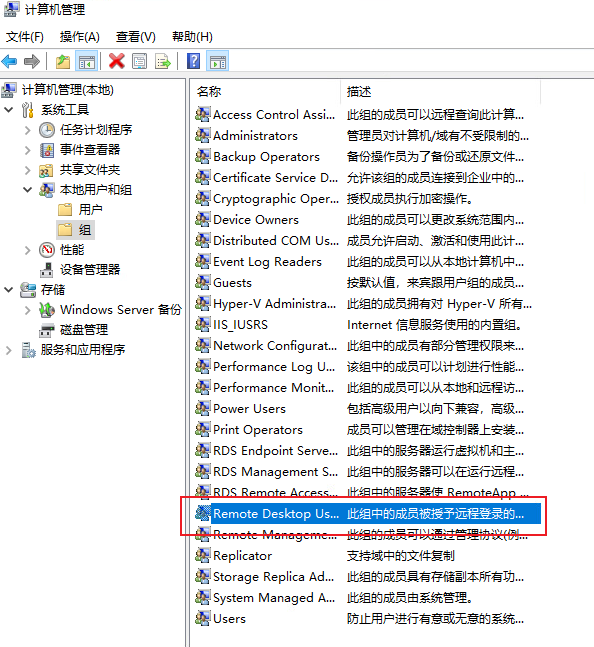 计算机管理
文件(F) 操作(A) 查看(V) 帮助(H)
计算机管理(本地)
系统工具
任务计划程序
事件查看器
共享文件夹
本地用户和组
用户
组
性能
设备管理器
存储
Windows Server 备份
磁盘管理
服务和应用程序
名称 描述
Access Control Assi... 此组的成员可以远程查询此计算...
Administrators 管理员对计算机/域有不受限制的...
Backup Operators 备份操作员为了备份或还原文件...
Certificate Service D... 允许该组的成员连接到企业中的...
Cryptographic Oper... 授权成员执行加密操作。
Device Owners 此组的成员可以更改系统范围内...
Distributed COM Us... 成员允许启动、激活和使用此计...
Event Log Readers 此组的成员可以从本地计算机中...
Guests 按默认值，来宾跟用户组的成员...
Hyper-V Administra... 此组的成员拥有对 Hyper-V 所有...
IIS_IUSRS Internet 信息服务使用的内置组。
Network Configurat... 此组中的成员有部分管理权限来...
Performance Log U... 该组中的成员可以计划进行性能...
Performance Monit... 此组的成员可以从本地和远程访...
Power Users 包括高级用户以向下兼容，高级...
Print Operators 成员可以管理在域控制器上安装...
RDS Endpoint Serve... 此组中的服务器运行虚拟机和主...
RDS Management S... 此组中的服务器可以在运行远程...
RDS Remote Access... 此组中的服务器使 RemoteApp ...
Remote Desktop Us... 此组中的成员被授予远程登录的...
Remote Manageme... 此组的成员可以通过管理协议(例...
Replicator 支持域中的文件复制
Storage Replica Ad... 此组的成员具有存储副本所有功...
System Managed A... 此组的成员由系统管理。
Users 防止用户进行有意或无意的系统...